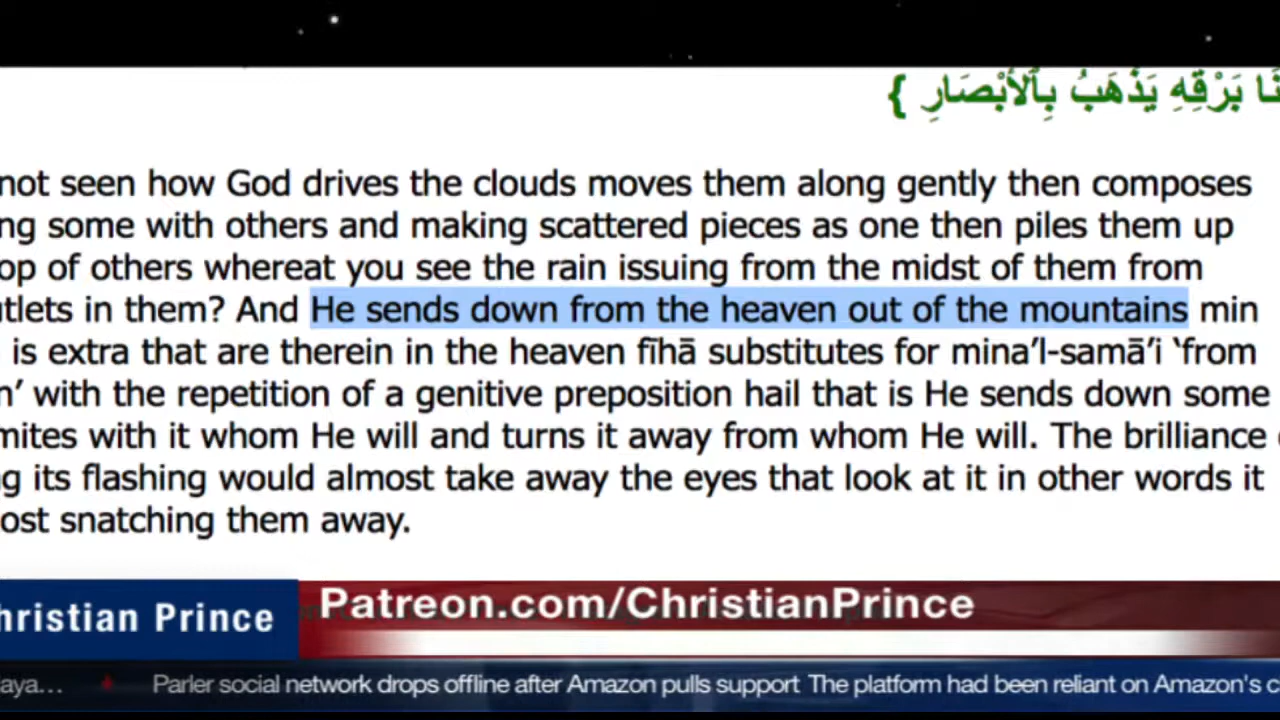 بَرْقِهِ يَذْهَبُ بِٱلأَبْصَارِ }
not seen how God drives the clouds moves them along gently then composes
some with others and making scattered pieces as one then piles them up
of others whereat you see the rain issuing from the midst of them from
in them? And He sends down from the heaven out of the mountains min
is extra that are therein in the heaven fīhā substitutes for mina’l-samā’i ‘from
with the repetition of a genitive preposition hail that is He sends down some
with it whom He will and turns it away from whom He will. The brilliance
its flashing would almost take away the eyes that look at it in other words it
snatching them away.
hristian Prince
Patreon.com/ChristianPrince
aya... Parler social network drops offline after Amazon pulls support The platform had been reliant on Amazon's